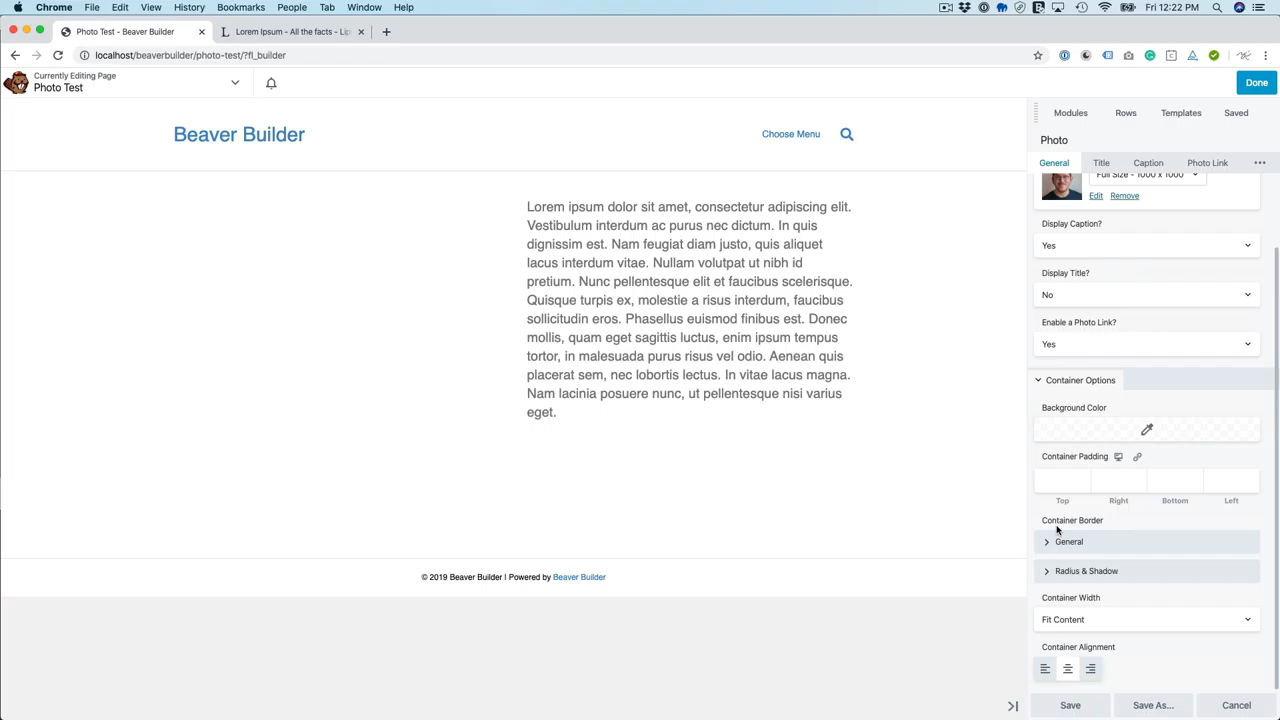 Chrome File Edit View History Bookmarks People Tab Window Help
Fri 12:22 PM
Photo Test - Beaver Builder
Lorem Ipsum - All the facts - Lip
localhost/beaverbuilder/photo-test/?fl_builder
Currently Editing Page
Photo Test
Done
Beaver Builder
Choose Menu
Lorem ipsum dolor sit amet, consectetur adipiscing elit.
Vestibulum interdum ac purus nec dictum. In quis
dignissim est. Nam feugiat diam justo, quis aliquet
lacus interdum vitae. Nullam volutpat ut nibh id
pretium. Nunc pellentesque elit et faucibus scelerisque.
Quisque turpis ex, molestie a risus interdum, faucibus
sollicitudin eros. Phasellus euismod finibus est. Donec
mollis, quam eget sagittis luctus, enim ipsum tempus
tortor, in malesuada purus risus vel odio. Aenean quis
placerat sem, nec lobortis lectus. In vitae lacus magna.
Nam lacinia posuere nunc, ut pellentesque nisi varius
eget.
© 2019 Beaver Builder | Powered by Beaver Builder
Modules Rows Templates Saved
Photo
General Title Caption Photo Link
Full Size - 1000 x 1000
Edit Remove
Display Caption?
Yes
Display Title?
No
Enable a Photo Link?
Yes
Container Options
Background Color
Container Padding
Top Right Bottom Left
Container Border
General
Radius & Shadow
Container Width
Fit Content
Container Alignment
Save Save As... Cancel